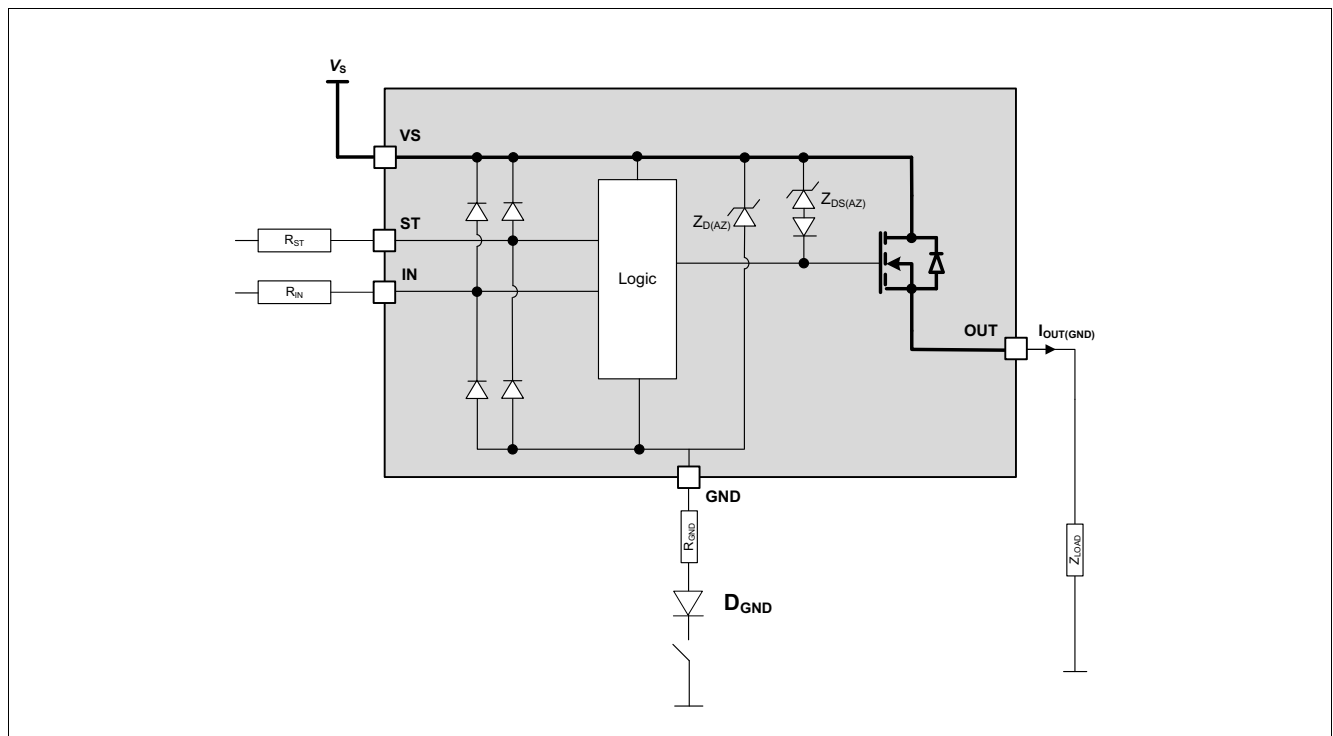 VS
VS
ST
RST
IN
RIN
Logic
ZD(AZ)
ZDS(AZ)
OUT
IOUT(GND)
GND
RGND
DGND
ZLOAD